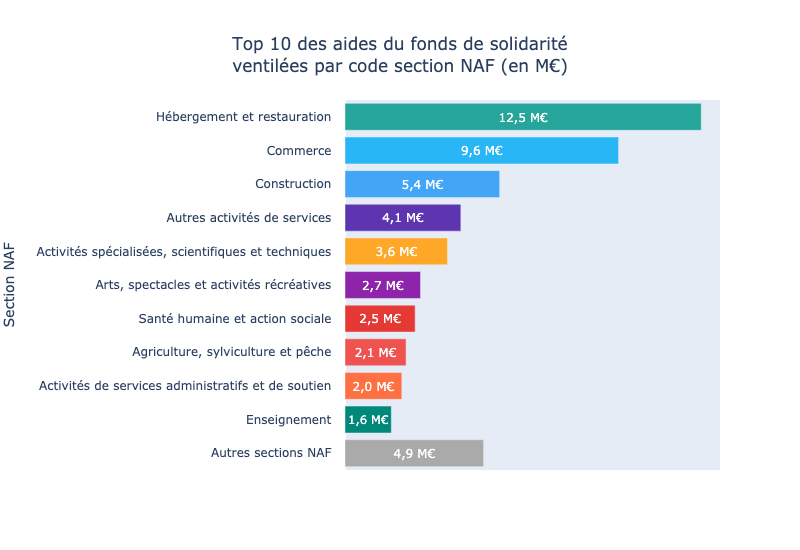 Top 10 des aides du fonds de solidarité
ventilées par code section NAF (en M€)
Section NAF
Hébergement et restauration 12,5 M€
Commerce 9,6 M€
Construction 5,4 M€
Autres activités de services 4,1 M€
Activités spécialisées, scientifiques et techniques 3,6 M€
Arts, spectacles et activités récréatives 2,7 M€
Santé humaine et action sociale 2,5 M€
Agriculture, sylviculture et pêche 2,1 M€
Activités de services administratifs et de soutien 2,0 M€
Enseignement 1,6 M€
Autres sections NAF 4,9 M€